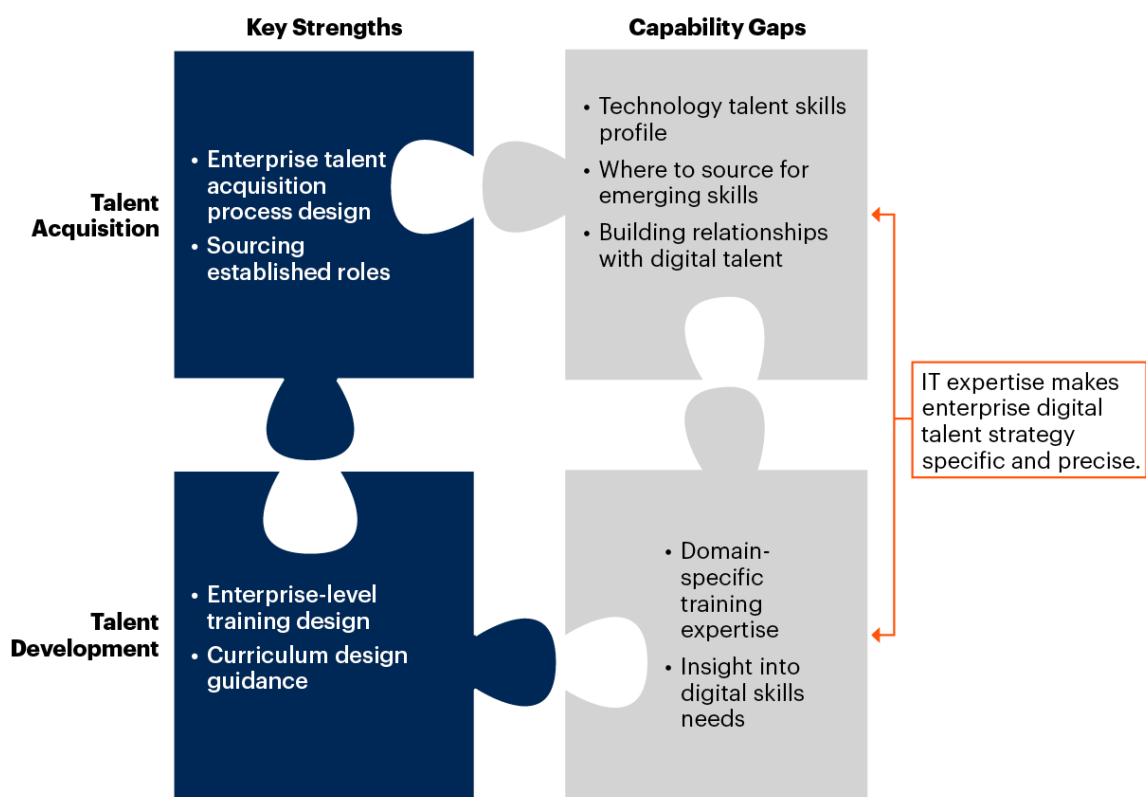 Key Strengths
Capability Gaps
Talent
Acquisition
• Enterprise talent
acquisition
process design
• Sourcing
established roles
• Technology talent skills
profile
• Where to source for
emerging skills
• Building relationships
with digital talent
IT expertise makes
enterprise digital
talent strategy
specific and precise.
Talent
Development
• Enterprise-level
training design
• Curriculum design
guidance
• Domain-
specific
training
expertise
• Insight into
digital skills
needs